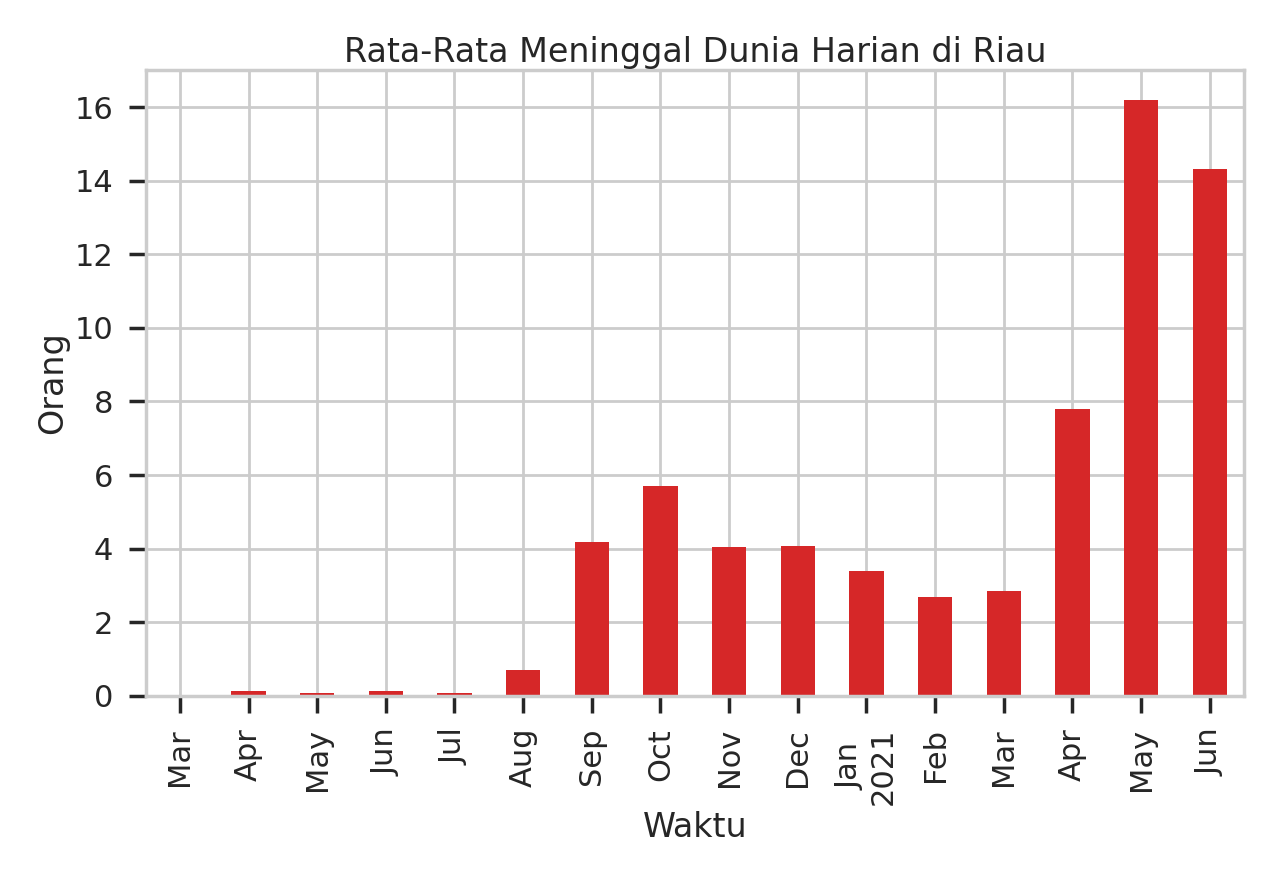 Rata-Rata Meninggal Dunia Harian di Riau
16
14
12
10
8
6
4
2
0
Orang
Mar
Apr
May
Jun
Jul
Aug
Sep
Oct
Nov
Dec
Jan
2021
Feb
Mar
Apr
May
Jun
Waktu